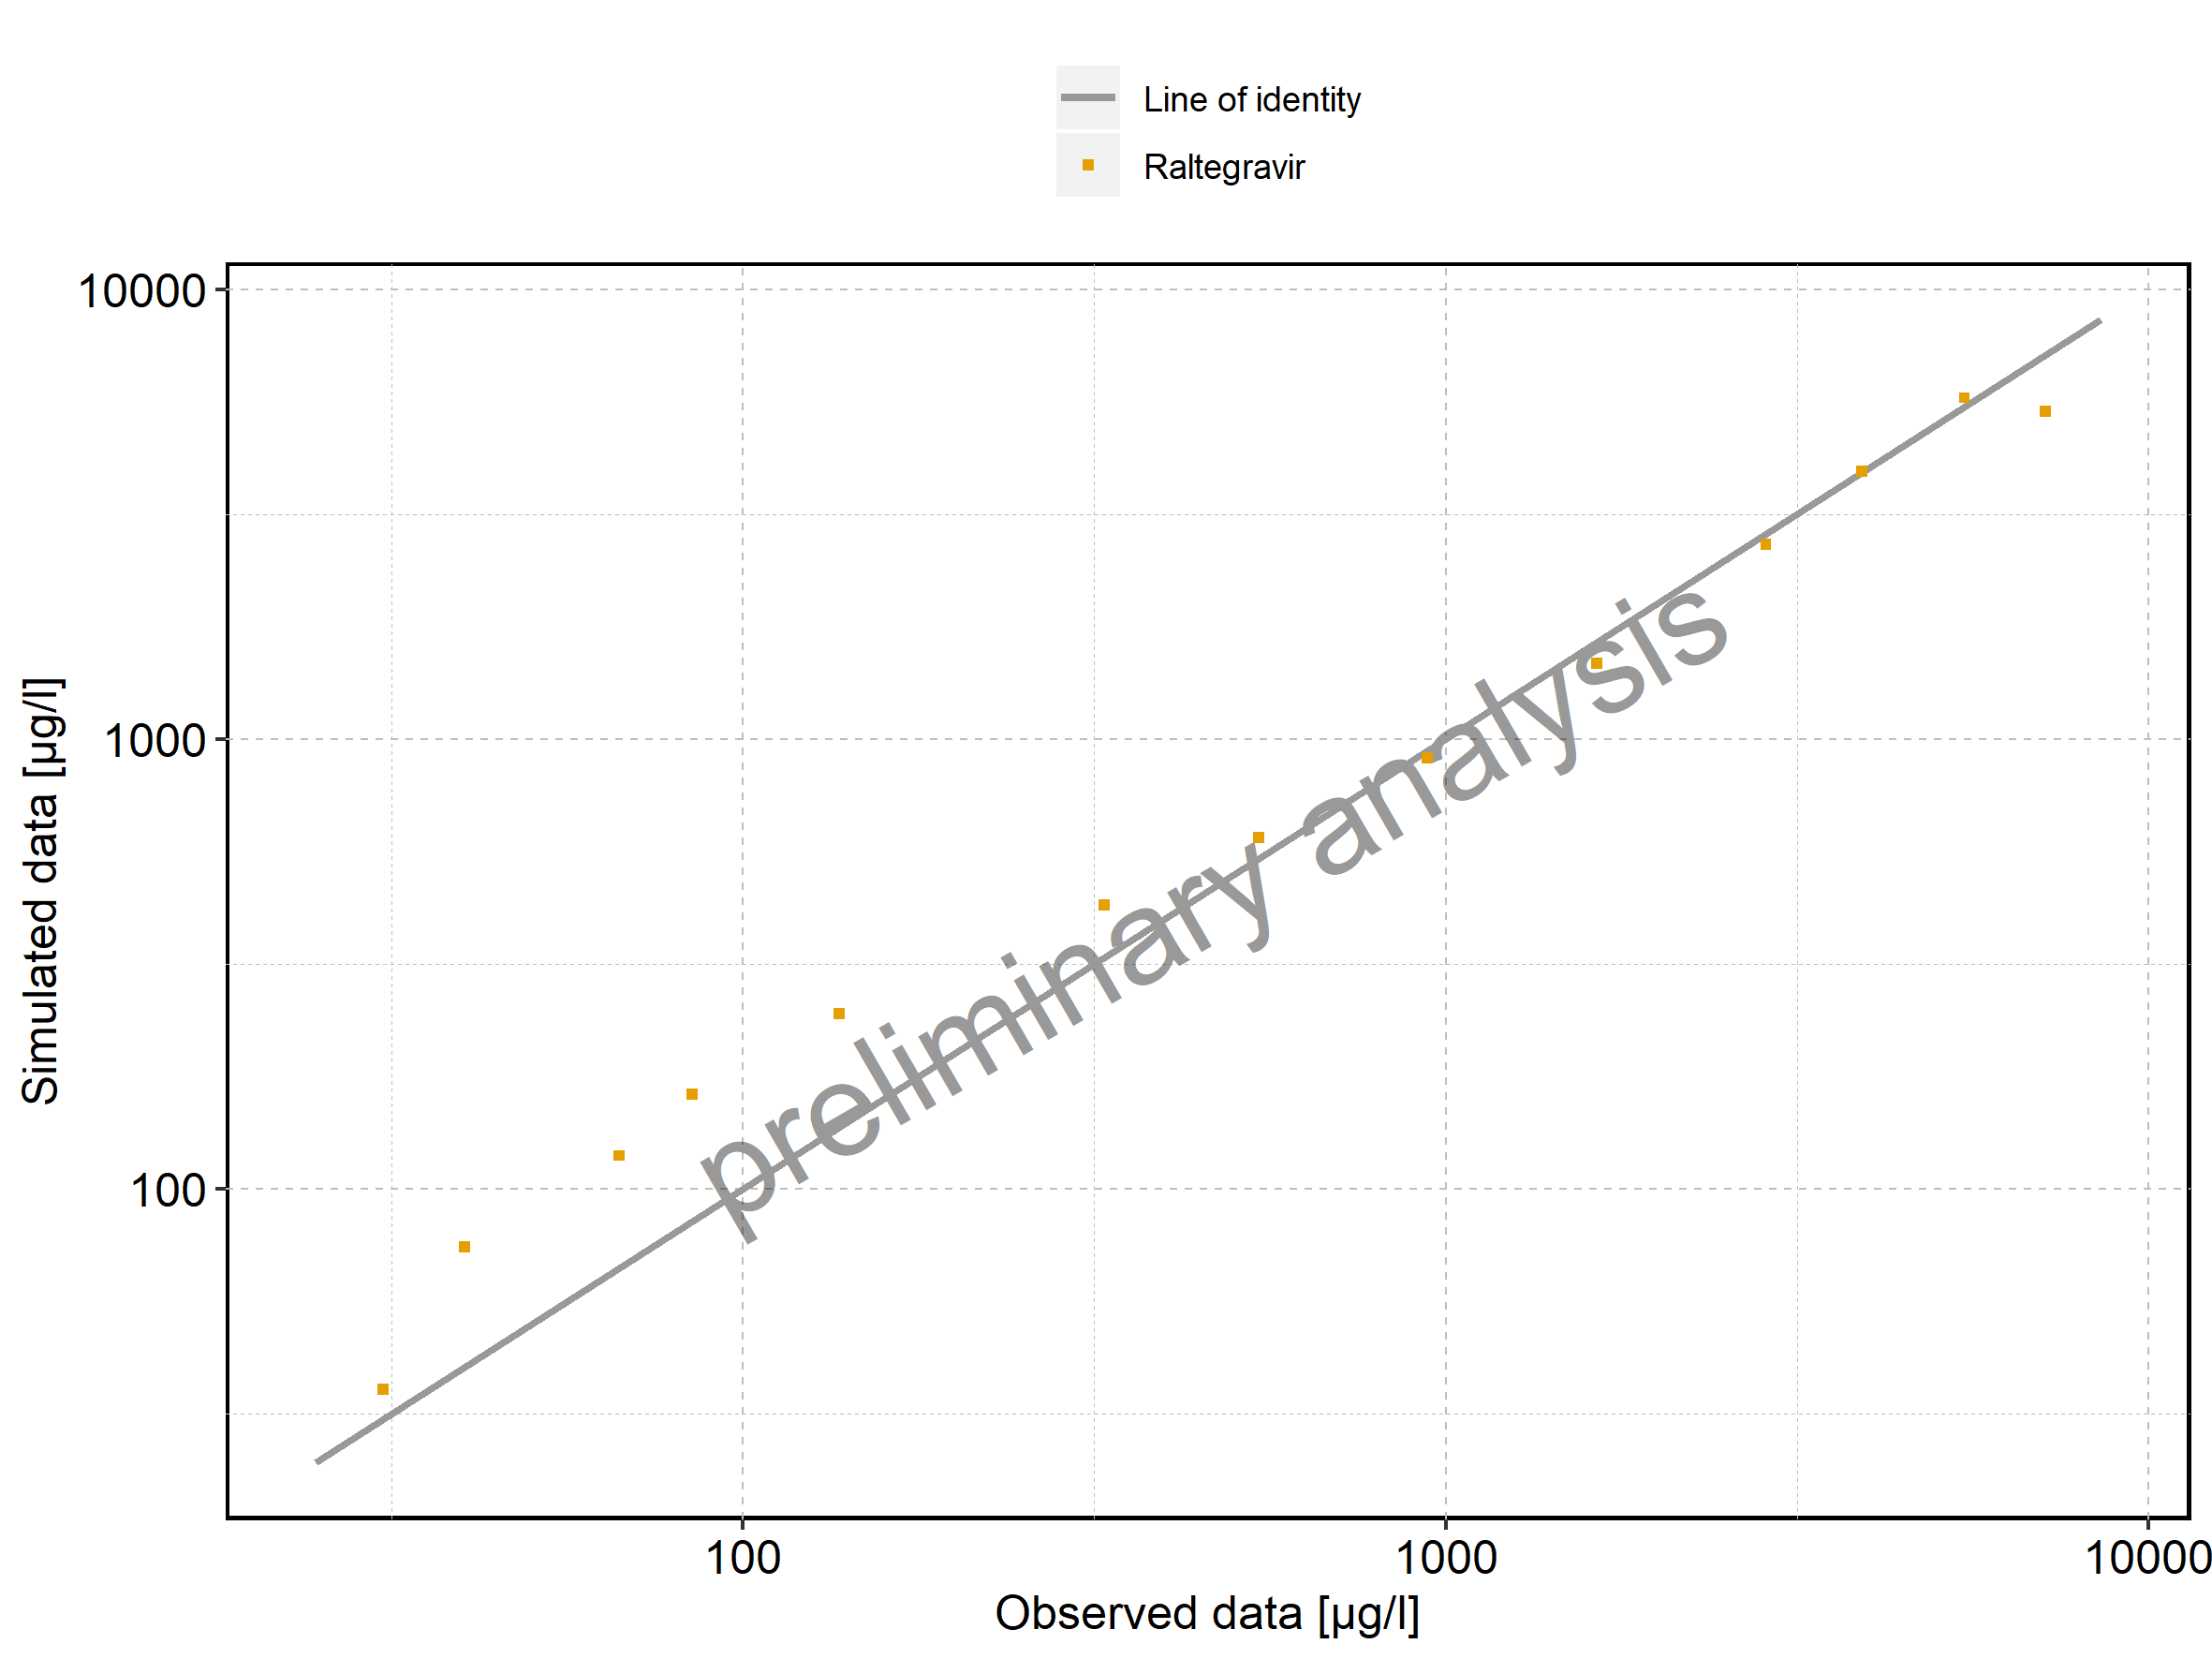 Line of identity
Raltegravir
10000
1000
100
Simulated data [µg/l]
preliminary analysis
100
1000
10000
Observed data [µg/l]